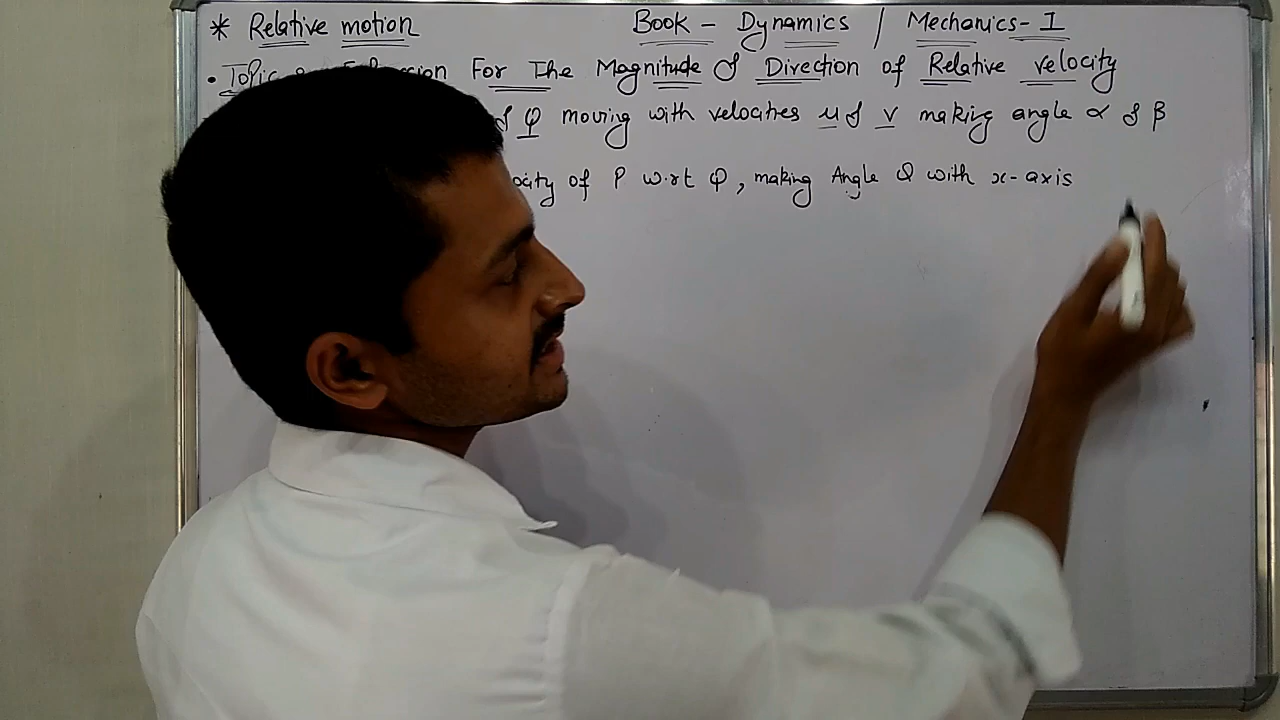 * Relative motion Book - Dynamics / Mechanics-I
• Topic For The Magnitude & Direction of Relative velocity
& Q moving with velocities u & v making angle α & β
of P w.r.t Q, making Angle θ with x-axis